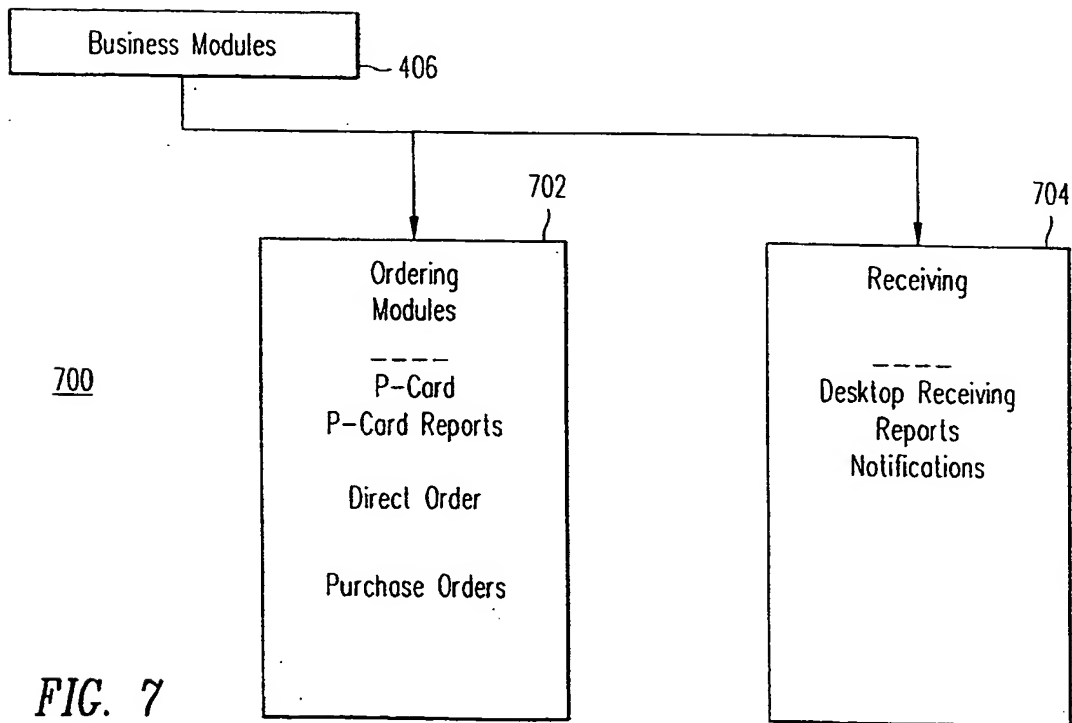 Business Modules
406
702
704
Ordering
Modules
----
P-Card
P-Card Reports
Direct Order
Purchase Orders
Receiving
----
Desktop Receiving
Reports
Notifications
700
FIG. 7